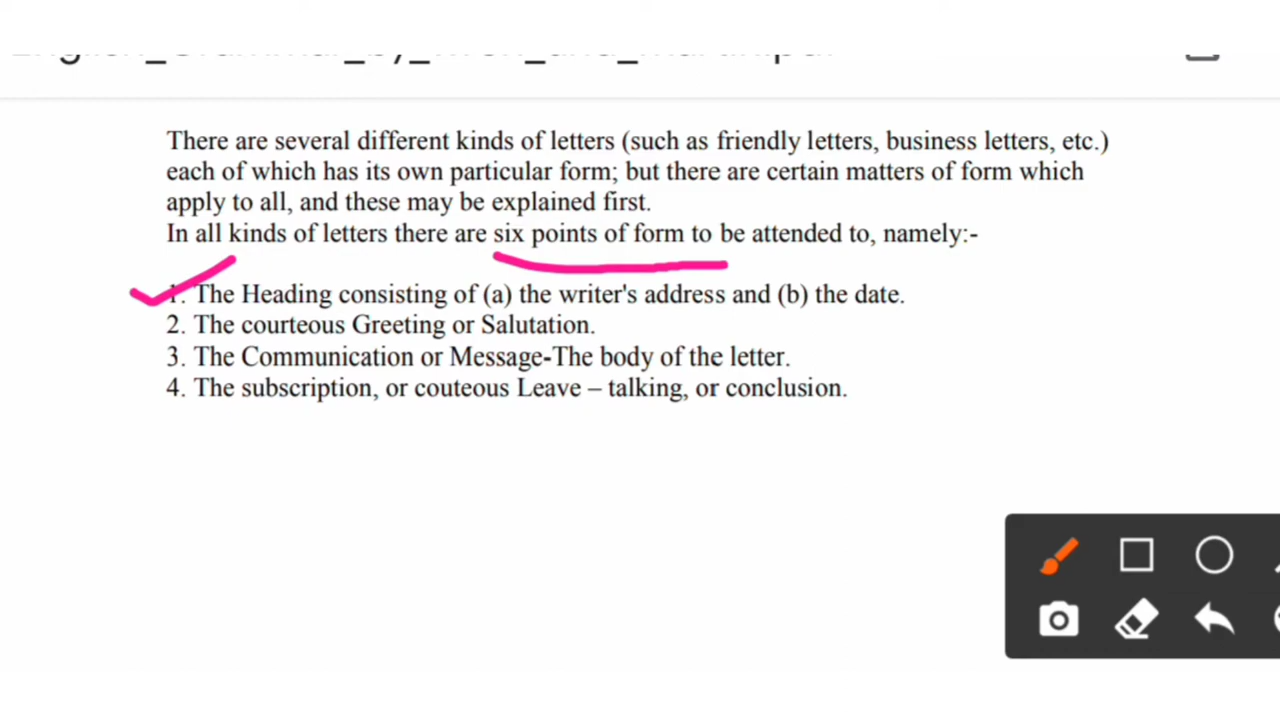 There are several different kinds of letters (such as friendly letters, business letters, etc.)
each of which has its own particular form; but there are certain matters of form which
apply to all, and these may be explained first.
In all kinds of letters there are six points of form to be attended to, namely:-
1. The Heading consisting of (a) the writer's address and (b) the date.
2. The courteous Greeting or Salutation.
3. The Communication or Message-The body of the letter.
4. The subscription, or couteous Leave – talking, or conclusion.